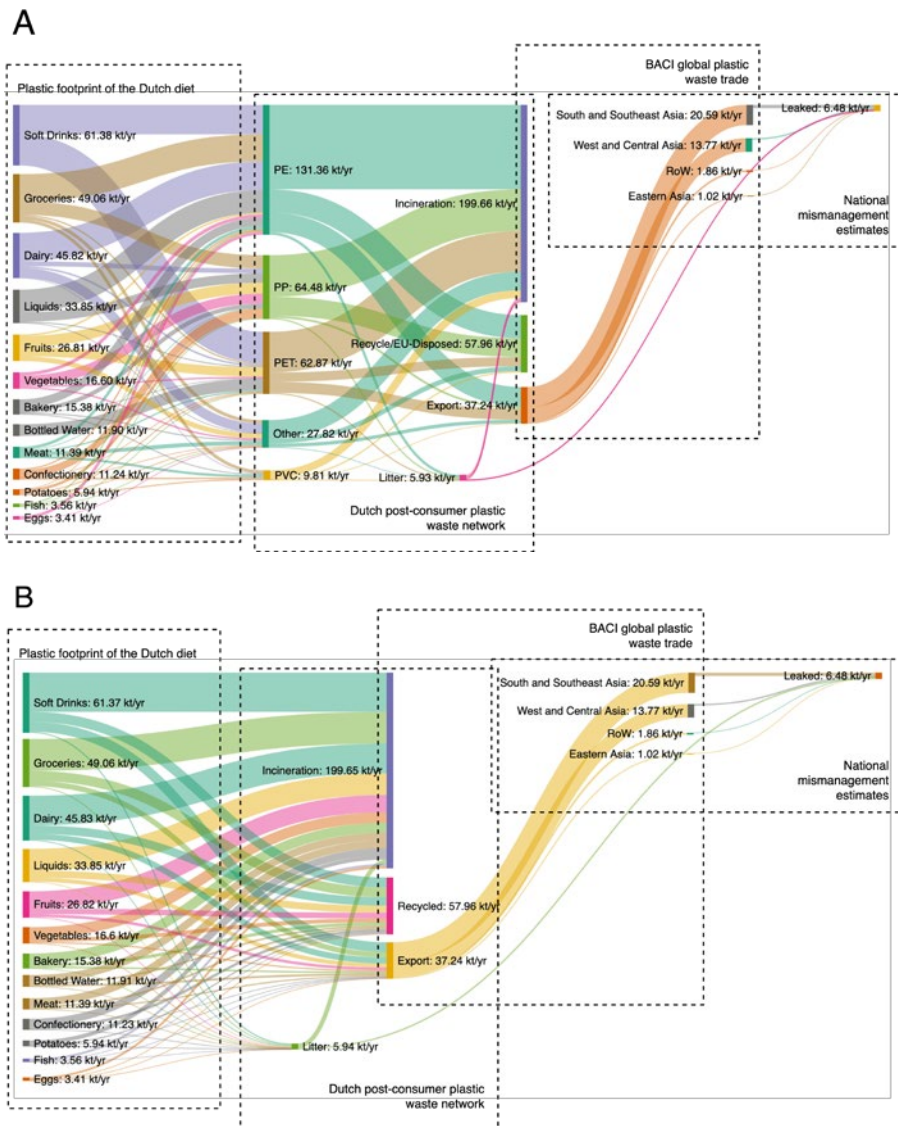 A
BACI global plastic
waste trade
Plastic footprint of the Dutch diet
Soft Drinks: 61.38 kt/yr
Groceries: 49.06 kt/yr
Dairy: 45.82 kt/yr
Liquids: 33.85 kt/yr
Fruits: 26.81 kt/yr
Vegetables: 16.60 kt/yr
Bakery: 15.38 kt/yr
Bottled Water: 11.90 kt/yr
Meat: 11.39 kt/yr
Confectionery: 11.24 kt/yr
Potatoes: 5.94 kt/yr
Fish: 3.56 kt/yr
Eggs: 3.41 kt/yr
PE: 131.36 kt/yr
PP: 64.48 kt/yr
PET: 62.87 kt/yr
Other: 27.82 kt/yr
PVC: 9.81 kt/yr
Litter: 5.93 kt/yr
Incineration: 199.66 kt/yr
Recycle/EU-Disposed: 57.96 kt/yr
Export: 37.24 kt/yr
Dutch post-consumer plastic
waste network
South and Southeast Asia: 20.59 kt/yr
West and Central Asia: 13.77 kt/yr
RoW: 1.86 kt/yr
Eastern Asia: 1.02 kt/yr
Leaked: 6.48 kt/yr
National
mismanagement
estimates
B
BACI global plastic
waste trade
Plastic footprint of the Dutch diet
Soft Drinks: 61.37 kt/yr
Groceries: 49.06 kt/yr
Dairy: 45.83 kt/yr
Liquids: 33.85 kt/yr
Fruits: 26.82 kt/yr
Vegetables: 16.6 kt/yr
Bakery: 15.38 kt/yr
Bottled Water: 11.91 kt/yr
Meat: 11.39 kt/yr
Confectionery: 11.23 kt/yr
Potatoes: 5.94 kt/yr
Fish: 3.56 kt/yr
Eggs: 3.41 kt/yr
Incineration: 199.65 kt/yr
Recycled: 57.96 kt/yr
Export: 37.24 kt/yr
Litter: 5.94 kt/yr
Dutch post-consumer plastic
waste network
South and Southeast Asia: 20.59 kt/yr
West and Central Asia: 13.77 kt/yr
RoW: 1.86 kt/yr
Eastern Asia: 1.02 kt/yr
Leaked: 6.48 kt/yr
National
mismanagement
estimates